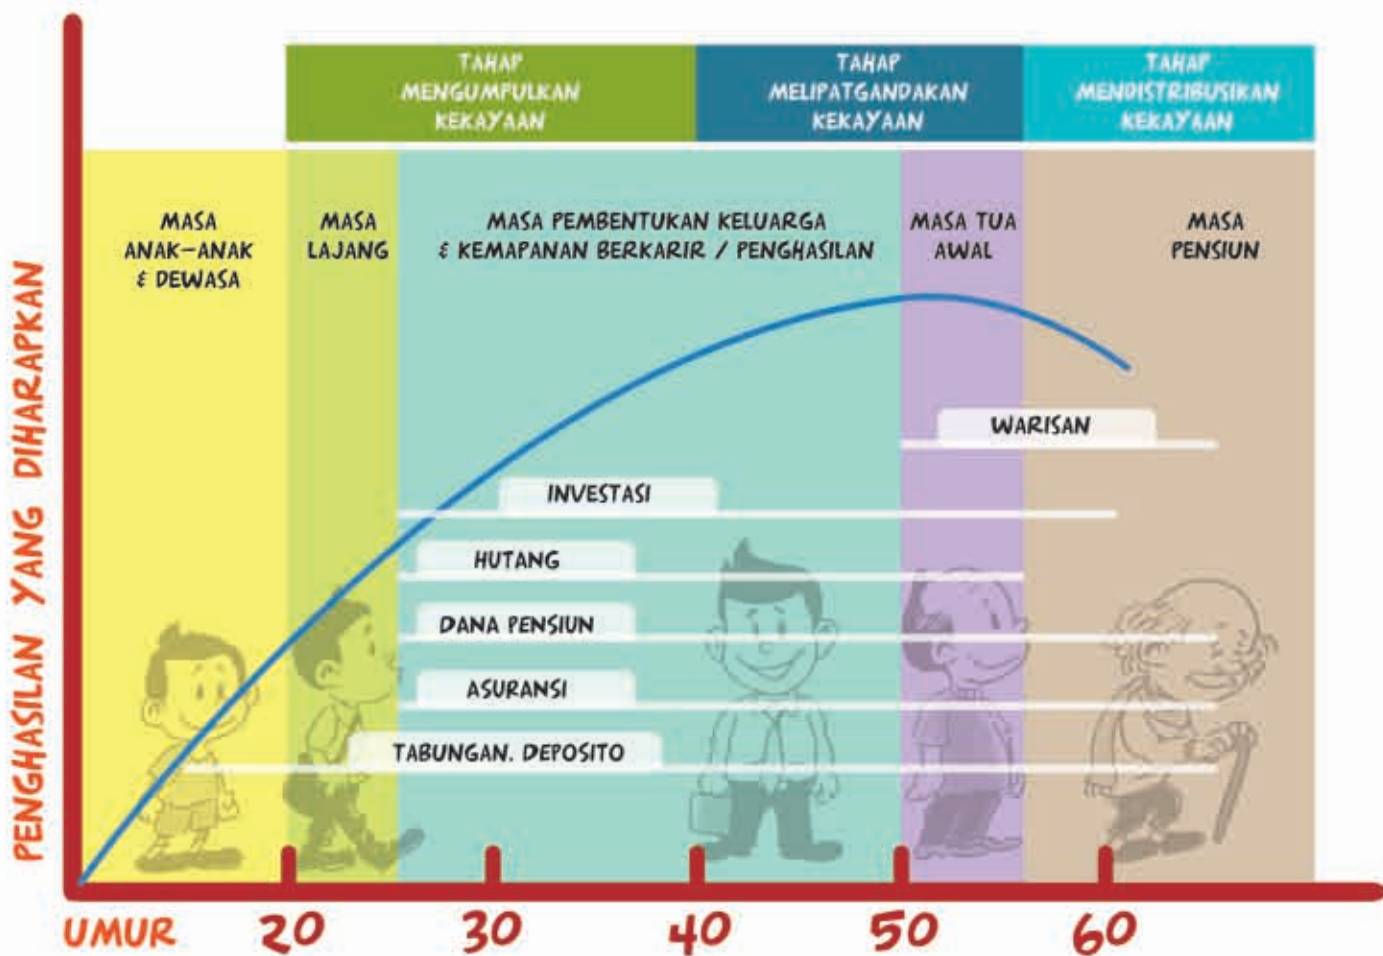 TAHAP
MENGUMPULKAN
KEKAYAAN
TAHAP
MELIPATGANDAKAN
KEKAYAAN
TAHAP
MENDISTRIBUSIKAN
KEKAYAAN
MASA
ANAK-ANAK
& DEWASA
MASA
LAJANG
MASA PEMBENTUKAN KELUARGA
& KEMAPANAN BERKARIR / PENGHASILAN
MASA TUA
AWAL
MASA
PENSIUN
PENGHASILAN YANG DIHARAPKAN
WARISAN
INVESTASI
HUTANG
DANA PENSIUN
ASURANSI
TABUNGAN. DEPOSITO
UMUR 20 30 40 50 60